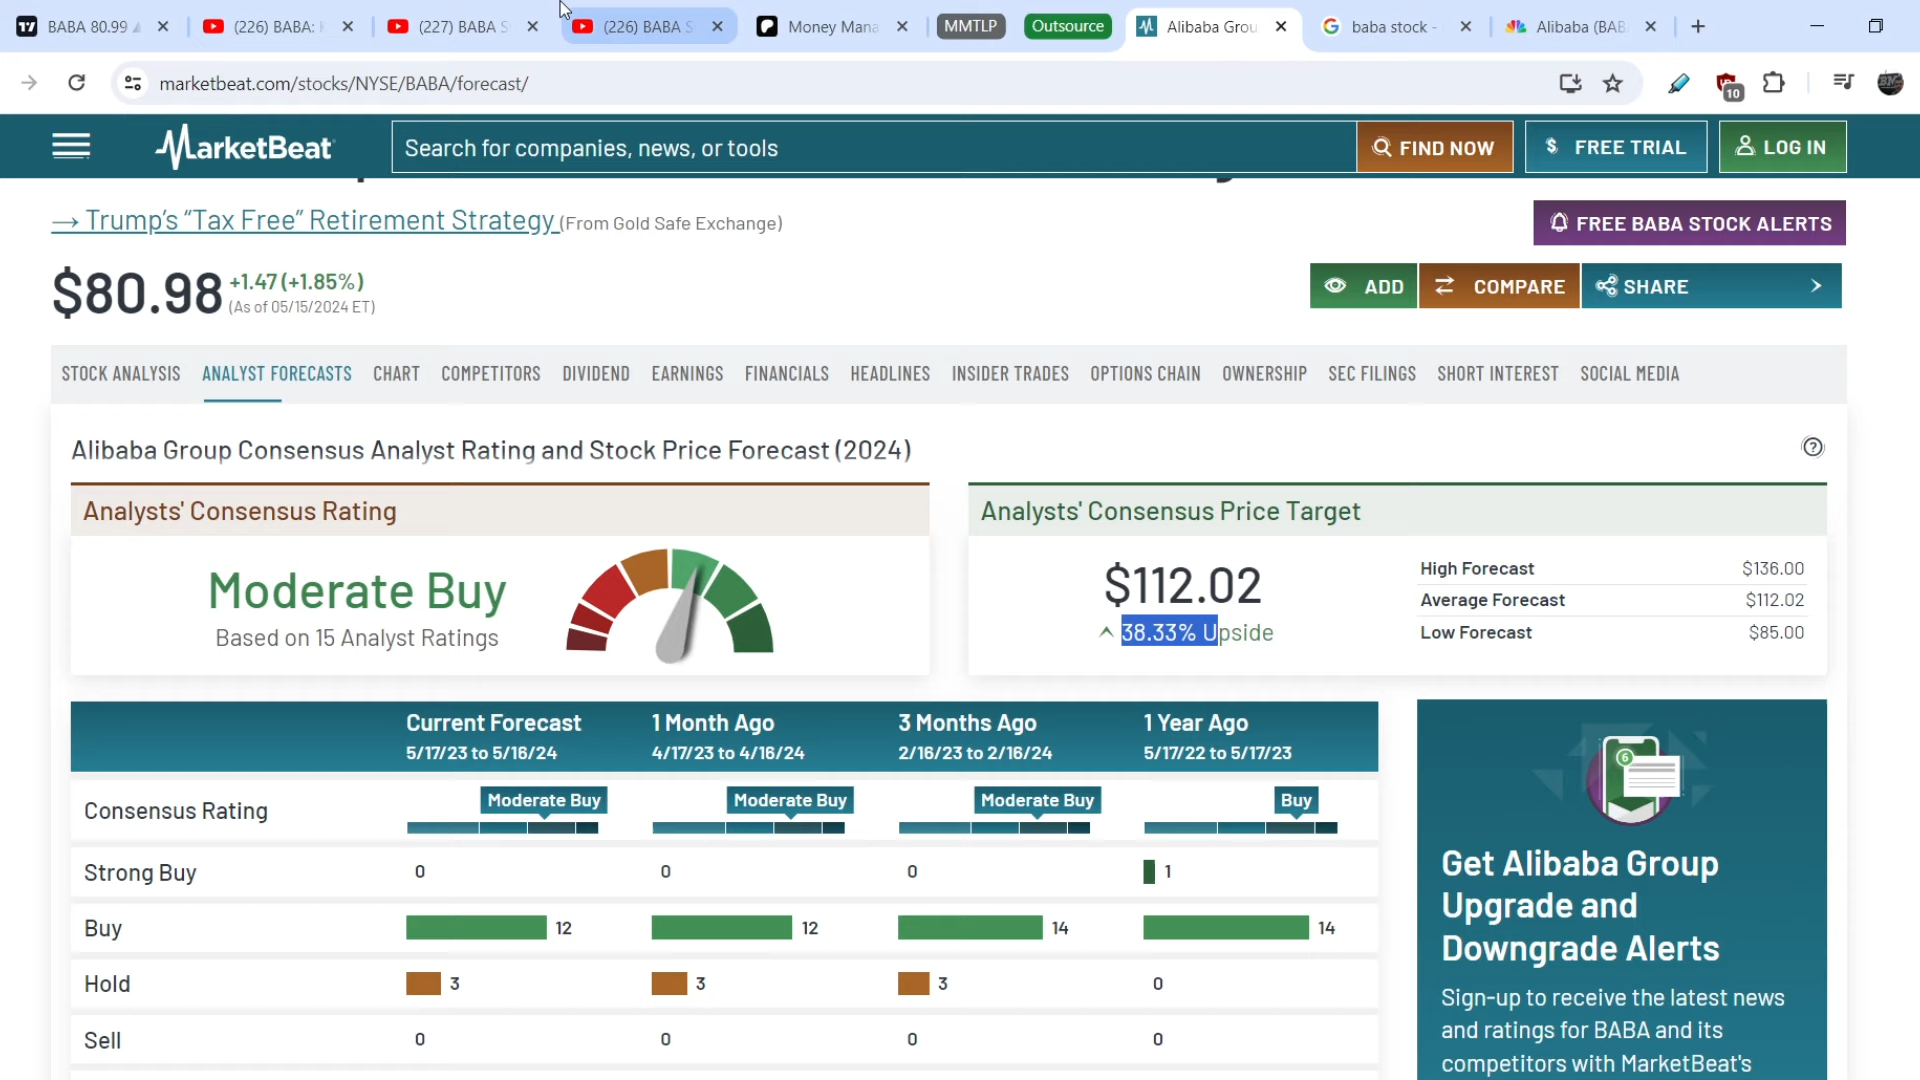 BABA 80.99
(226) BABA:
(227) BABA S
(226) BABA S
Money Mana
MMTLP
Outsource
Alibaba Grou
baba stock -
Alibaba (BAB
marketbeat.com/stocks/NYSE/BABA/forecast/
10
MarketBeat
Search for companies, news, or tools
FIND NOW
$ FREE TRIAL
LOG IN
→ Trump's “Tax Free” Retirement Strategy (From Gold Safe Exchange)
FREE BABA STOCK ALERTS
$80.98 +1.47 (+1.85%)
(As of 05/15/2024 ET)
ADD
COMPARE
SHARE
STOCK ANALYSIS ANALYST FORECASTS CHART COMPETITORS DIVIDEND EARNINGS FINANCIALS HEADLINES INSIDER TRADES OPTIONS CHAIN OWNERSHIP SEC FILINGS SHORT INTEREST SOCIAL MEDIA
Alibaba Group Consensus Analyst Rating and Stock Price Forecast (2024)
Analysts' Consensus Rating
Moderate Buy
Based on 15 Analyst Ratings
Analysts' Consensus Price Target
$112.02
38.33% Upside
High Forecast $136.00
Average Forecast $112.02
Low Forecast $85.00
Current Forecast 1 Month Ago 3 Months Ago 1 Year Ago
5/17/23 to 5/16/24 4/17/23 to 4/16/24 2/16/23 to 2/16/24 5/17/22 to 5/17/23
Consensus Rating Moderate Buy Moderate Buy Moderate Buy Buy
Strong Buy 0 0 0 1
Buy 12 12 14 14
Hold 3 3 3 0
Sell 0 0 0 0
6
Get Alibaba Group
Upgrade and
Downgrade Alerts
Sign-up to receive the latest news
and ratings for BABA and its
competitors with MarketBeat's